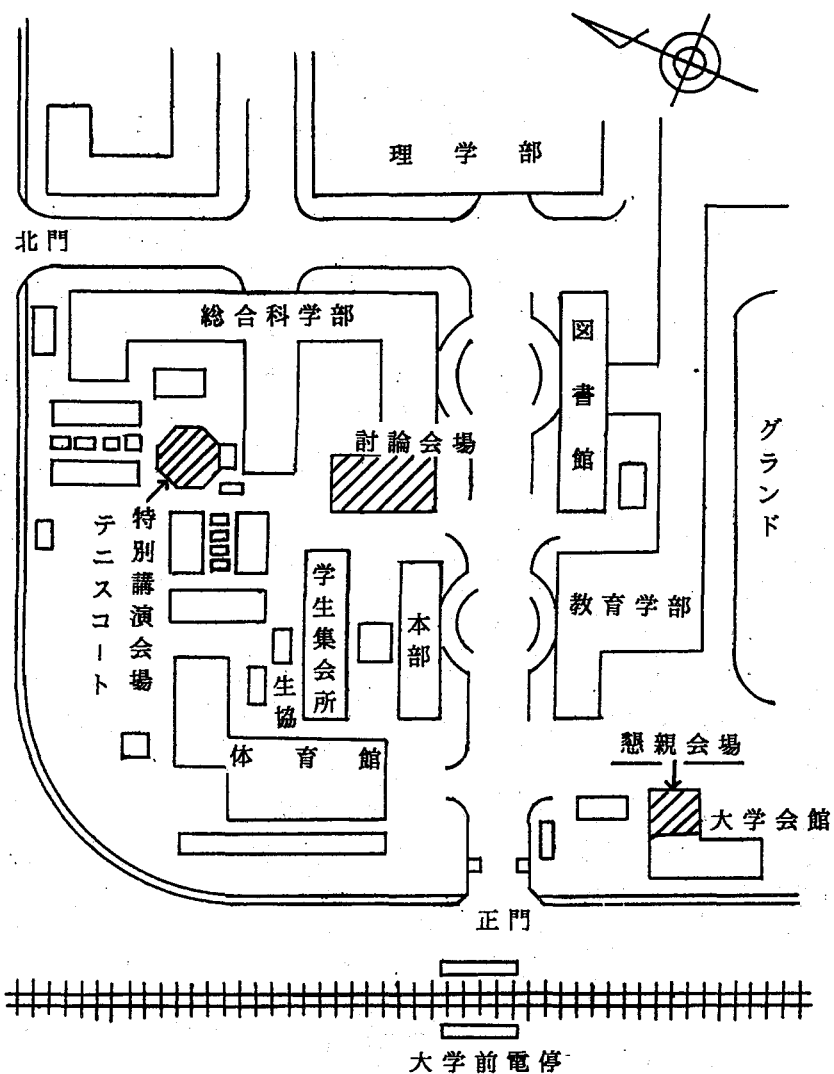 理学部
北門
総合科学部
図書館
討論会場
グランド
特別講演会場
テニスコート
学生集会所
本部
教育学部
生協
体育館
懇親会場
大学会館
正門
大学前電停